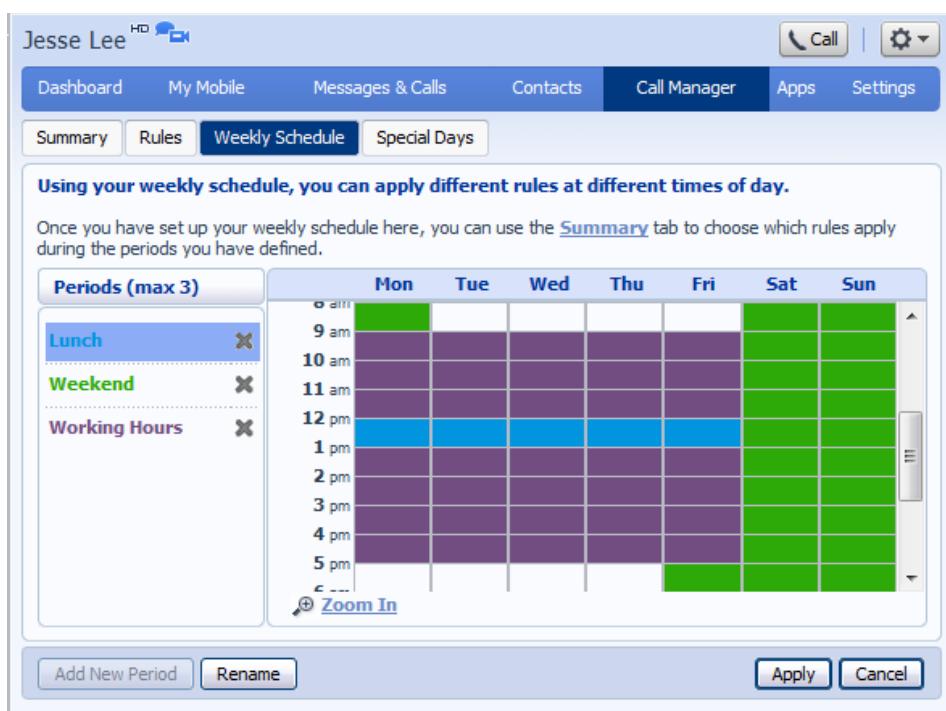 Jesse Lee HD
Call
Dashboard My Mobile Messages & Calls Contacts Call Manager Apps Settings
Summary Rules Weekly Schedule Special Days
Using your weekly schedule, you can apply different rules at different times of day.
Once you have set up your weekly schedule here, you can use the Summary tab to choose which rules apply
during the periods you have defined.
Periods (max 3)
Lunch
Weekend
Working Hours
Mon Tue Wed Thu Fri Sat Sun
8 am
9 am
10 am
11 am
12 pm
1 pm
2 pm
3 pm
4 pm
5 pm
6 pm
Zoom In
Add New Period Rename Apply Cancel